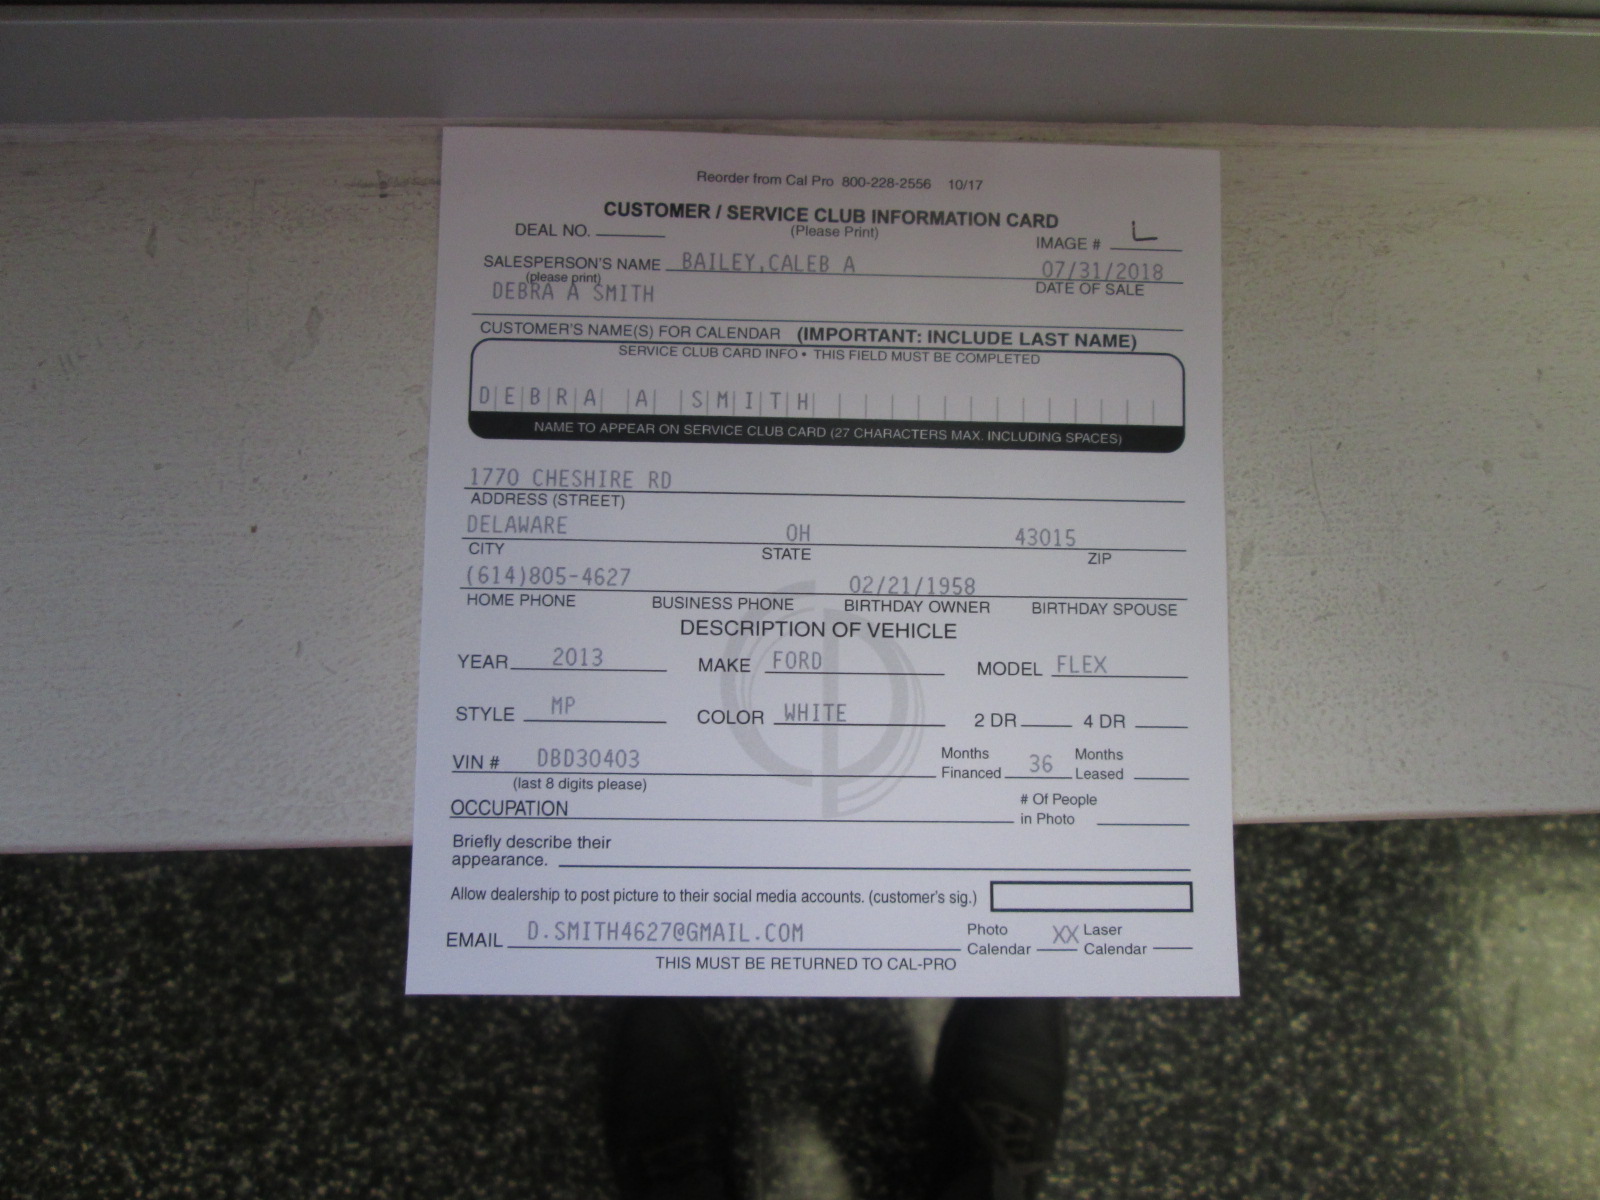 Reorder from Cal Pro 800-228-2556 10/17
CUSTOMER / SERVICE CLUB INFORMATION CARD
DEAL NO. (Please Print) IMAGE # L
SALESPERSON'S NAME BAILEY,CALEB A 07/31/2018
(please print) DATE OF SALE
DEBRA A SMITH
CUSTOMER'S NAME(S) FOR CALENDAR (IMPORTANT: INCLUDE LAST NAME)
SERVICE CLUB CARD INFO • THIS FIELD MUST BE COMPLETED
DEBRA A SMITH
NAME TO APPEAR ON SERVICE CLUB CARD (27 CHARACTERS MAX. INCLUDING SPACES)
1770 CHESHIRE RD
ADDRESS (STREET)
DELAWARE OH 43015
CITY STATE ZIP
(614)805-4627 02/21/1958
HOME PHONE BUSINESS PHONE BIRTHDAY OWNER BIRTHDAY SPOUSE
DESCRIPTION OF VEHICLE
YEAR 2013 MAKE FORD MODEL FLEX
STYLE MP COLOR WHITE 2 DR 4 DR
VIN # DBD30403 Months Financed 36 Months Leased
(last 8 digits please)
OCCUPATION # Of People in Photo
Briefly describe their
appearance.
Allow dealership to post picture to their social media accounts. (customer's sig.)
EMAIL D.SMITH4627@GMAIL.COM Photo Calendar XX Laser Calendar
THIS MUST BE RETURNED TO CAL-PRO